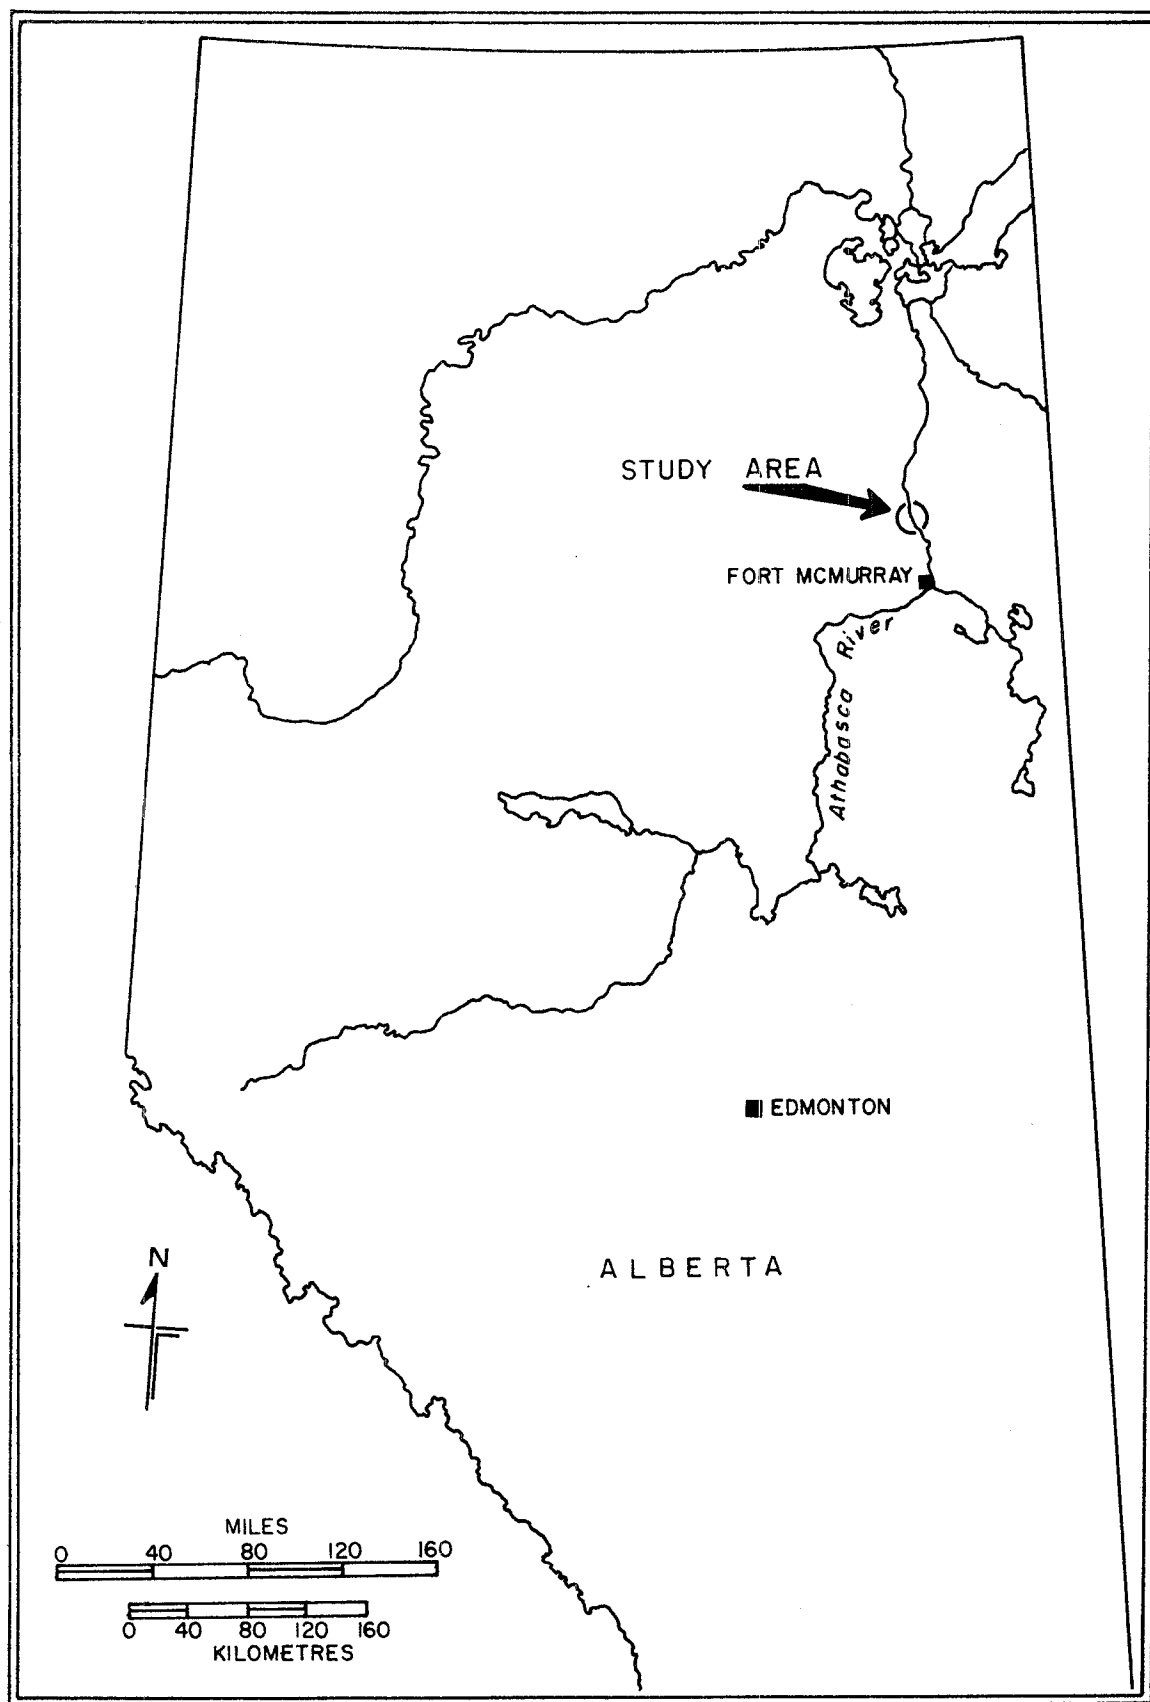 STUDY AREA
FORT MCMURRAY
Athabasca River
EDMONTON
ALBERTA
N
MILES
0 40 80 120 160
0 40 80 120 160
KILOMETRES